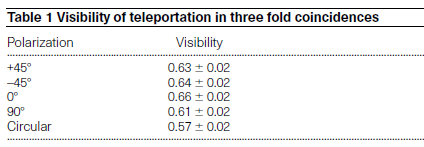 Table 1 Visibility of teleportation in three fold coincidences
Polarization Visibility
+45° 0.63 ± 0.02
−45° 0.64 ± 0.02
0° 0.66 ± 0.02
90° 0.61 ± 0.02
Circular 0.57 ± 0.02